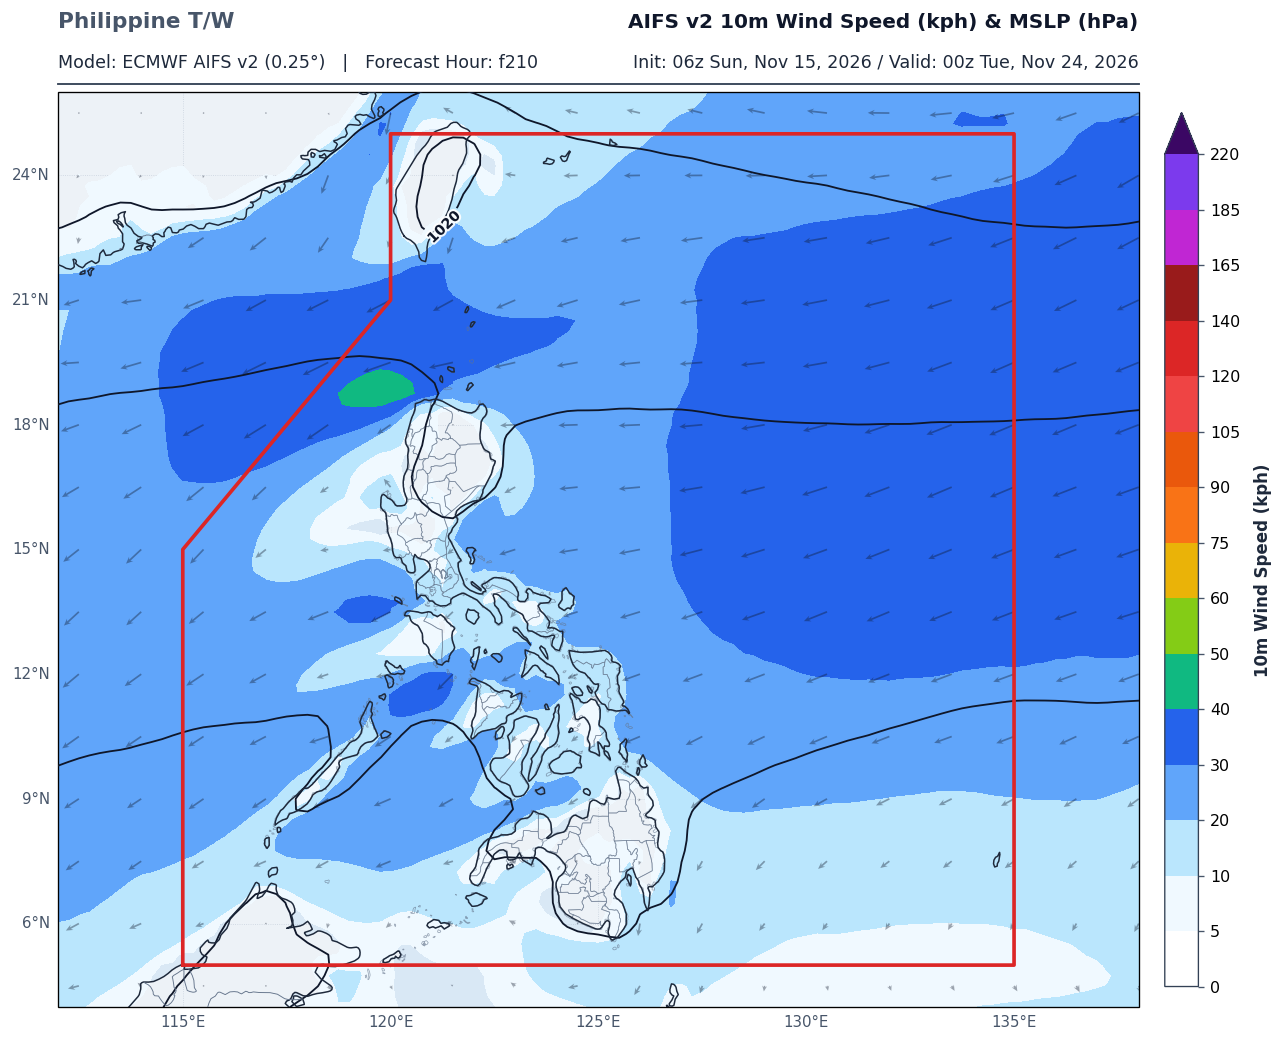 Philippine T/W
AIFS v2 10m Wind Speed (kph) & MSLP (hPa)
Model: ECMWF AIFS v2 (0.25°) | Forecast Hour: f210
Init: 06z Sun, Nov 15, 2026 / Valid: 00z Tue, Nov 24, 2026
24°N
21°N
18°N
15°N
12°N
9°N
6°N
1020
115°E
120°E
125°E
130°E
135°E
220
185
165
140
120
105
90
75
60
50
40
30
20
10
5
0
10m Wind Speed (kph)